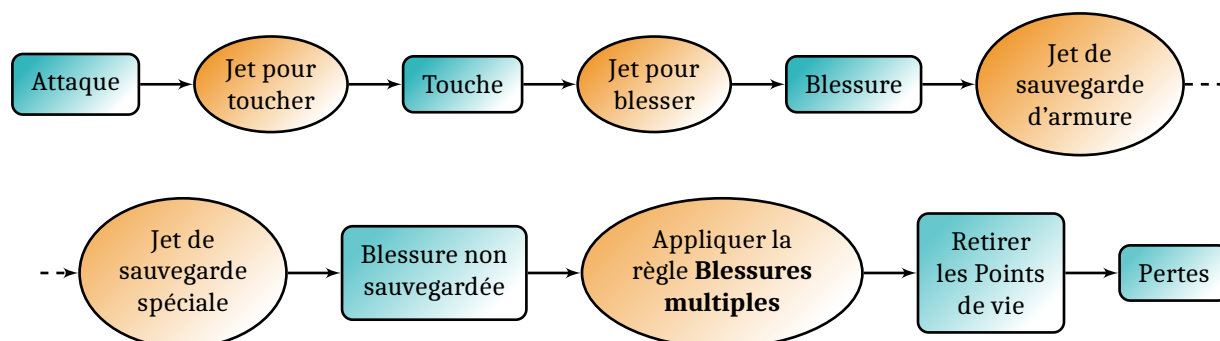 Attaque
Jet pour
toucher
Touche
Jet pour
blesser
Blessure
Jet de
sauvegarde
d'armure
Jet de
sauvegarde
spéciale
Blessure non
sauvegardée
Appliquer la
règle Blessures
multiples
Retirer
les Points
de vie
Pertes